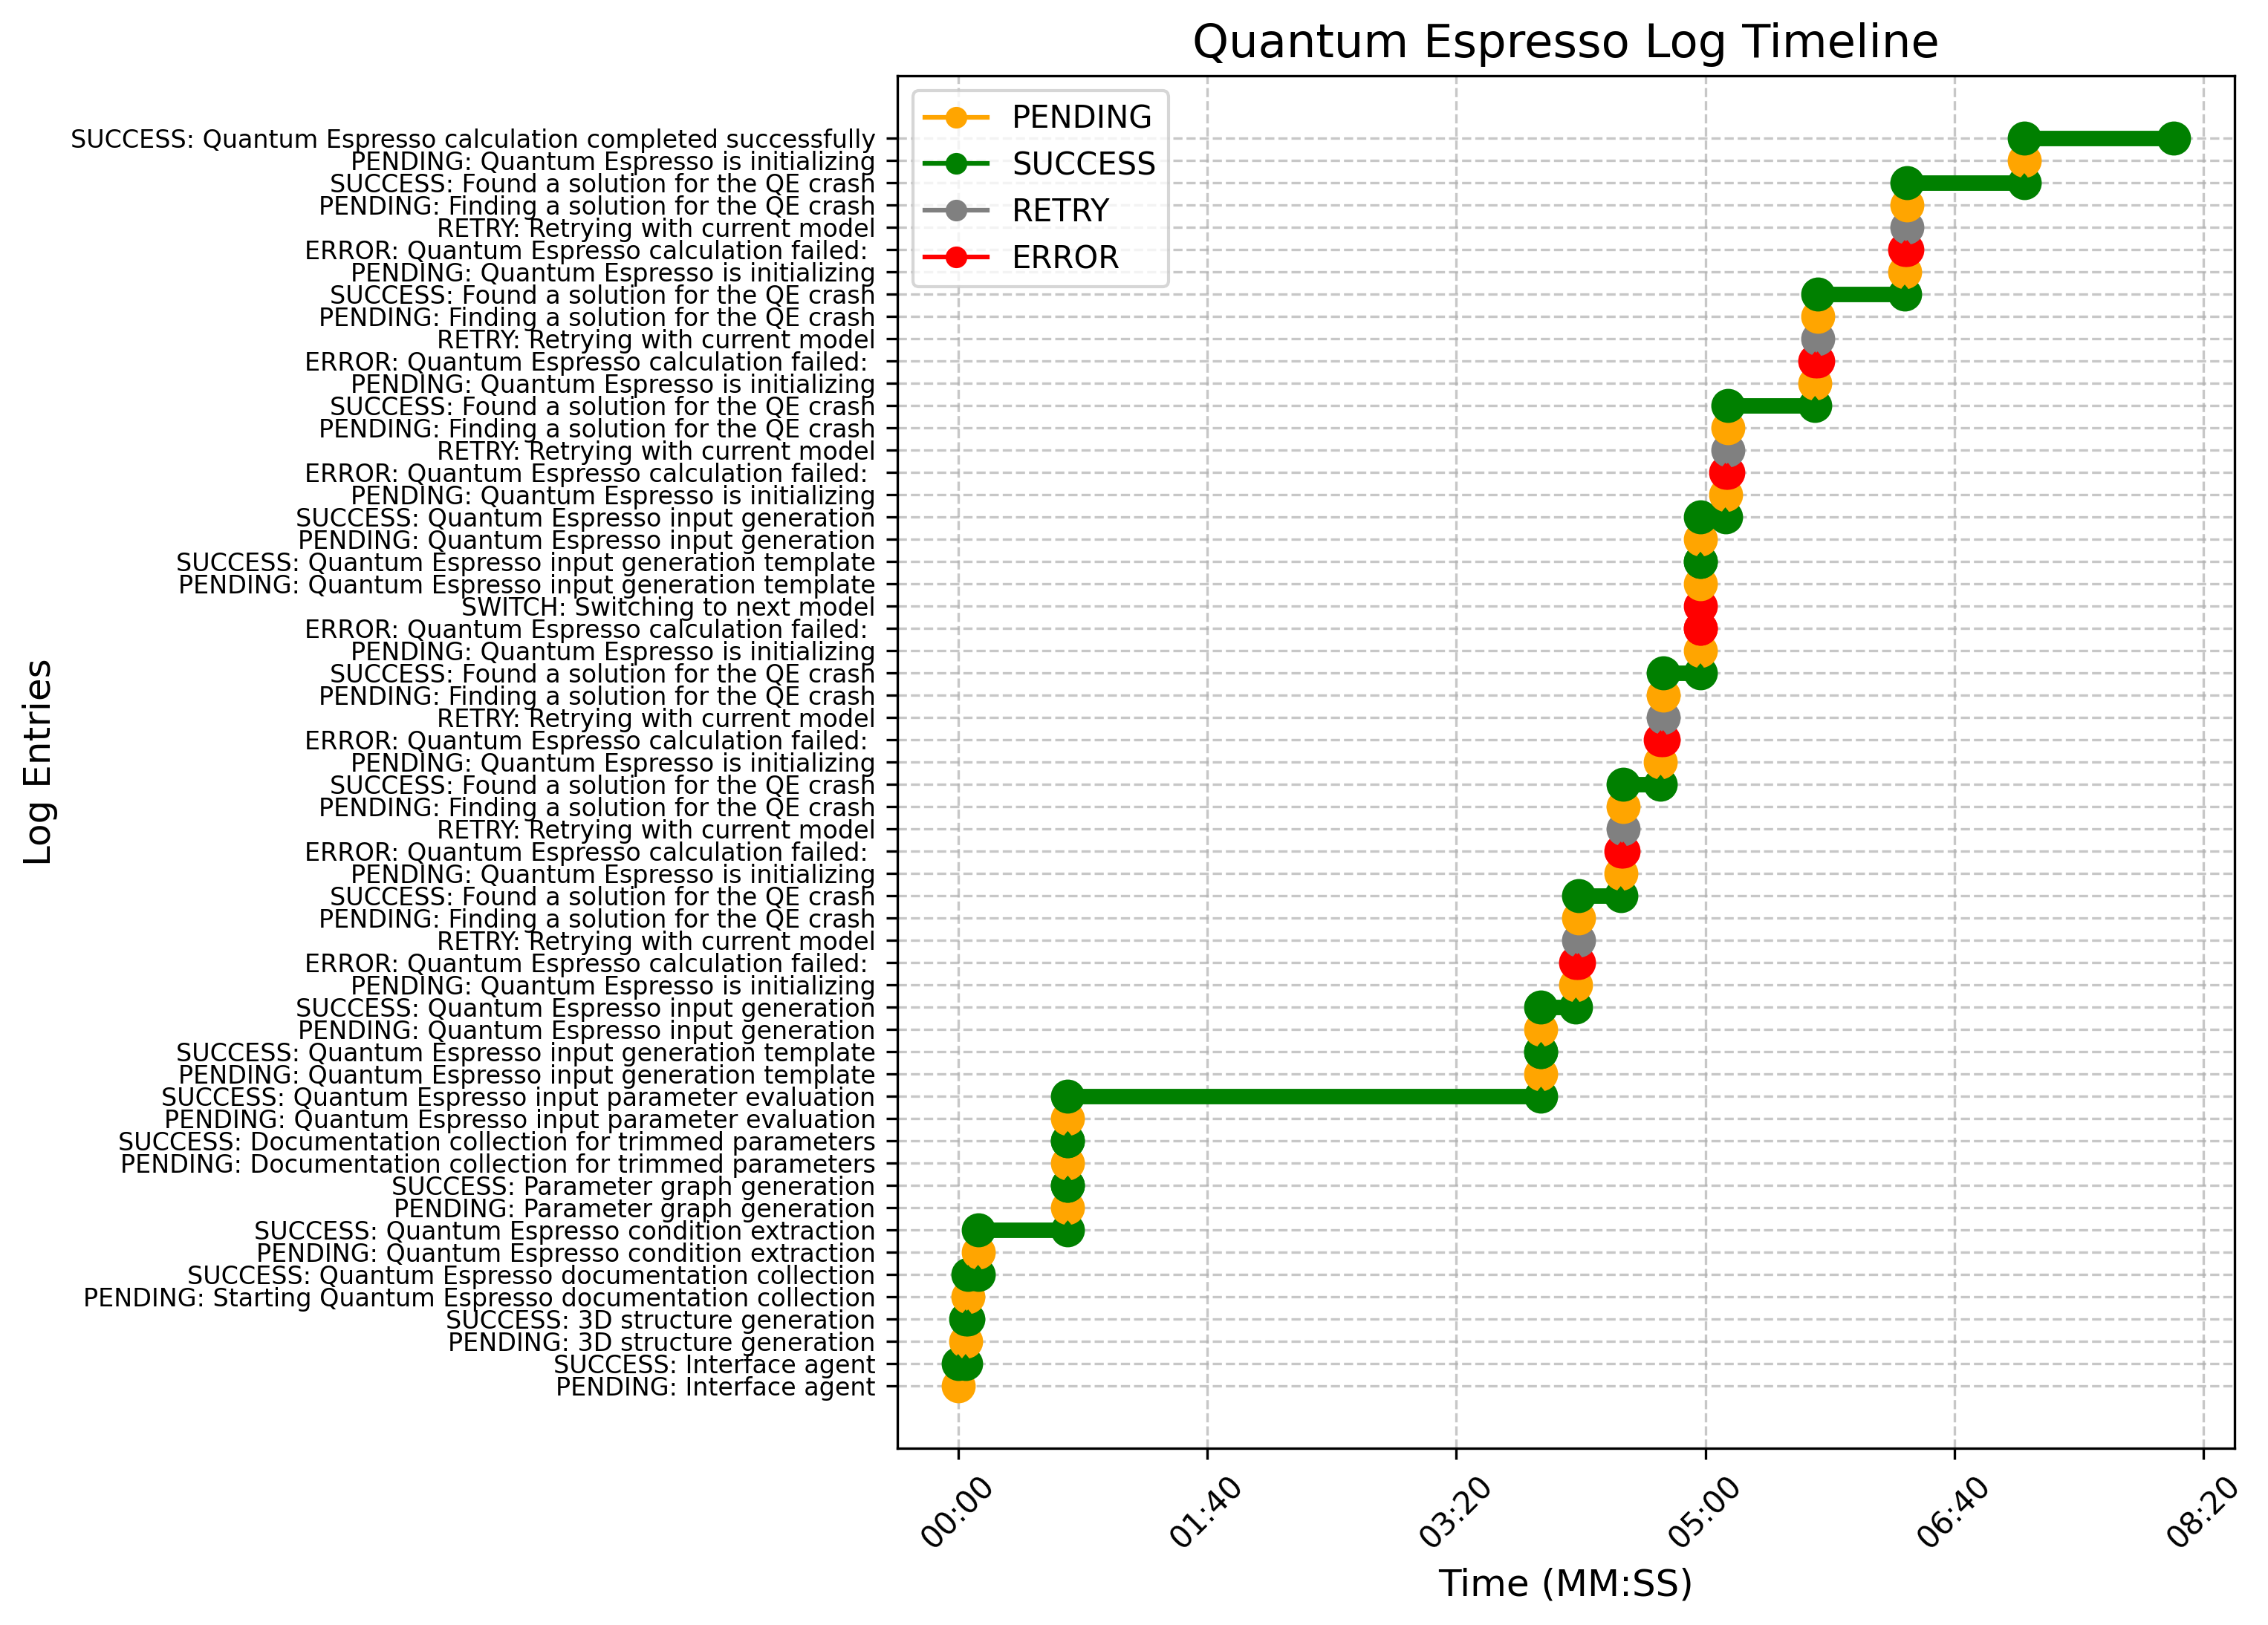 Quantum Espresso Log Timeline
PENDING
SUCCESS
RETRY
ERROR
Log Entries
SUCCESS: Quantum Espresso calculation completed successfully
PENDING: Quantum Espresso is initializing
SUCCESS: Found a solution for the QE crash
PENDING: Finding a solution for the QE crash
RETRY: Retrying with current model
ERROR: Quantum Espresso calculation failed:
PENDING: Quantum Espresso is initializing
SUCCESS: Found a solution for the QE crash
PENDING: Finding a solution for the QE crash
RETRY: Retrying with current model
ERROR: Quantum Espresso calculation failed:
PENDING: Quantum Espresso is initializing
SUCCESS: Found a solution for the QE crash
PENDING: Finding a solution for the QE crash
RETRY: Retrying with current model
ERROR: Quantum Espresso calculation failed:
PENDING: Quantum Espresso is initializing
SUCCESS: Quantum Espresso input generation
PENDING: Quantum Espresso input generation
SUCCESS: Quantum Espresso input generation template
PENDING: Quantum Espresso input generation template
SWITCH: Switching to next model
ERROR: Quantum Espresso calculation failed:
PENDING: Quantum Espresso is initializing
SUCCESS: Found a solution for the QE crash
PENDING: Finding a solution for the QE crash
RETRY: Retrying with current model
ERROR: Quantum Espresso calculation failed:
PENDING: Quantum Espresso is initializing
SUCCESS: Found a solution for the QE crash
PENDING: Finding a solution for the QE crash
RETRY: Retrying with current model
ERROR: Quantum Espresso calculation failed:
PENDING: Quantum Espresso is initializing
SUCCESS: Found a solution for the QE crash
PENDING: Finding a solution for the QE crash
RETRY: Retrying with current model
ERROR: Quantum Espresso calculation failed:
PENDING: Quantum Espresso is initializing
SUCCESS: Quantum Espresso input generation
PENDING: Quantum Espresso input generation
SUCCESS: Quantum Espresso input generation template
PENDING: Quantum Espresso input generation template
SUCCESS: Quantum Espresso input parameter evaluation
PENDING: Quantum Espresso input parameter evaluation
SUCCESS: Documentation collection for trimmed parameters
PENDING: Documentation collection for trimmed parameters
SUCCESS: Parameter graph generation
PENDING: Parameter graph generation
SUCCESS: Quantum Espresso condition extraction
PENDING: Quantum Espresso condition extraction
SUCCESS: Quantum Espresso documentation collection
PENDING: Starting Quantum Espresso documentation collection
SUCCESS: 3D structure generation
PENDING: 3D structure generation
SUCCESS: Interface agent
PENDING: Interface agent
00:00
01:40
03:20
05:00
06:40
08:20
Time (MM:SS)